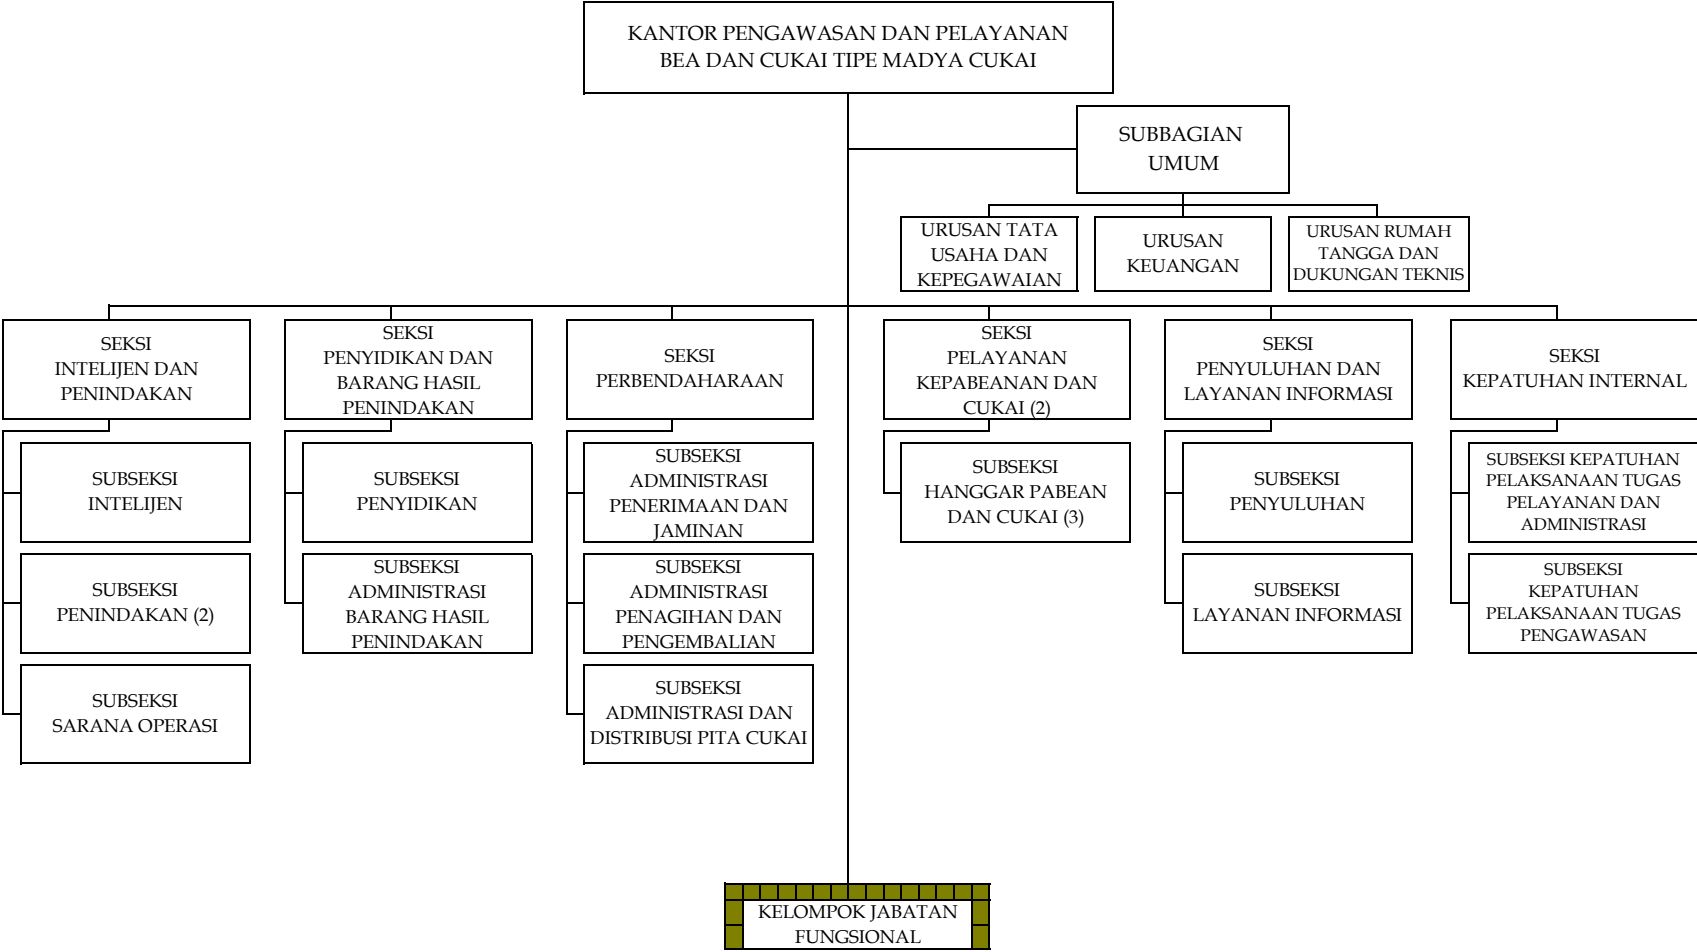 KANTOR PENGAWASAN DAN PELAYANAN
BEA DAN CUKAI TIPE MADYA CUKAI
SUBBAGIAN
UMUM
URUSAN TATA
USAHA DAN
KEPEGAWAIAN
URUSAN
KEUANGAN
URUSAN RUMAH
TANGGA DAN
DUKUNGAN TEKNIS
SEKSI
INTELIJEN DAN
PENINDAKAN
SEKSI
PENYIDIKAN DAN
BARANG HASIL
PENINDAKAN
SEKSI
PERBENDAHARAAN
SEKSI
PELAYANAN
KEPABEANAN DAN
CUKAI (2)
SEKSI
PENYULUHAN DAN
LAYANAN INFORMASI
SEKSI
KEPATUHAN INTERNAL
SUBSEKSI
INTELIJEN
SUBSEKSI
PENINDAKAN (2)
SUBSEKSI
SARANA OPERASI
SUBSEKSI
PENYIDIKAN
SUBSEKSI
ADMINISTRASI
BARANG HASIL
PENINDAKAN
SUBSEKSI
ADMINISTRASI
PENERIMAAN DAN
JAMINAN
SUBSEKSI
ADMINISTRASI
PENAGIHAN DAN
PENGEMBALIAN
SUBSEKSI
ADMINISTRASI DAN
DISTRIBUSI PITA CUKAI
SUBSEKSI
HANGGAR PABEAN
DAN CUKAI (3)
SUBSEKSI
PENYULUHAN
SUBSEKSI
LAYANAN INFORMASI
SUBSEKSI KEPATUHAN
PELAKSANAAN TUGAS
PELAYANAN DAN
ADMINISTRASI
SUBSEKSI
KEPATUHAN
PELAKSANAAN TUGAS
PENGAWASAN
KELOMPOK JABATAN
FUNGSIONAL